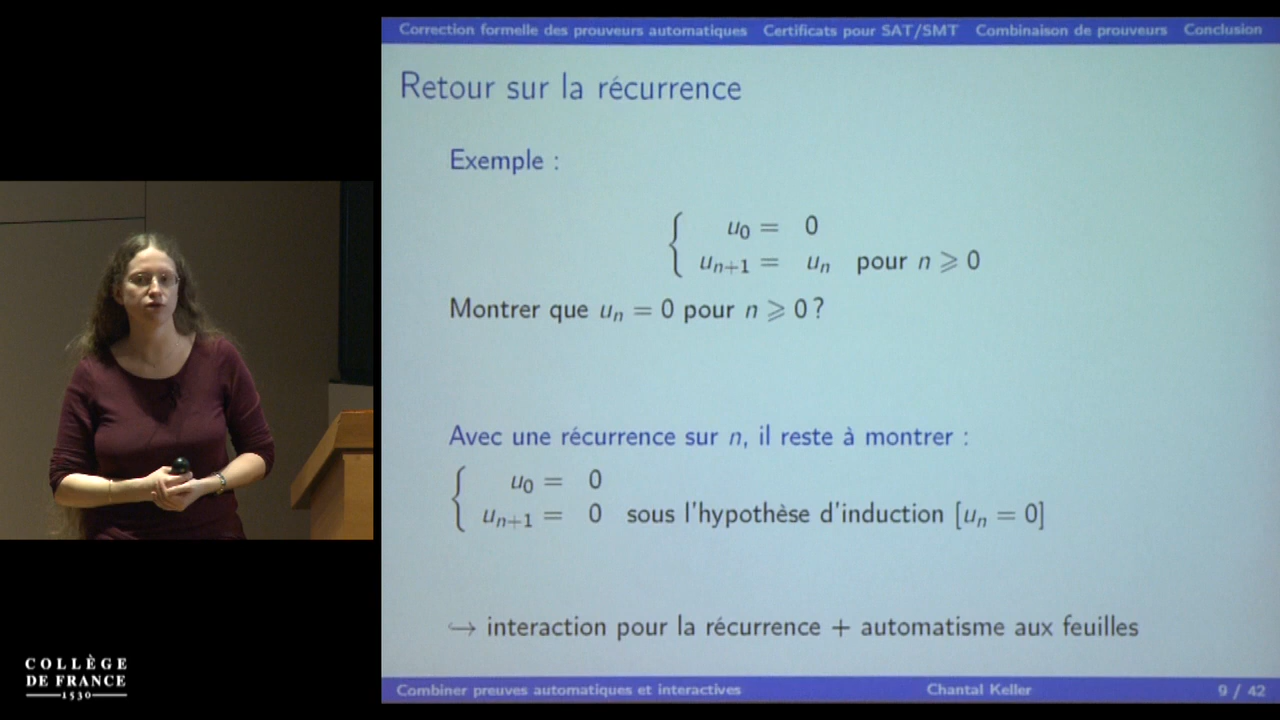 Correction formelle des prouveurs automatiques Certificats pour SAT/SMT Combinaison de prouveurs Conclusion
Retour sur la récurrence
Exemple :
u0 = 0
un+1 = un pour n ⩾ 0
Montrer que un = 0 pour n ⩾ 0 ?
Avec une récurrence sur n, il reste à montrer :
u0 = 0
un+1 = 0 sous l'hypothèse d'induction [un = 0]
↪ interaction pour la récurrence + automatisme aux feuilles
COLLÈGE
DE FRANCE
1530
Combiner preuves automatiques et interactives Chantal Keller 9 / 42